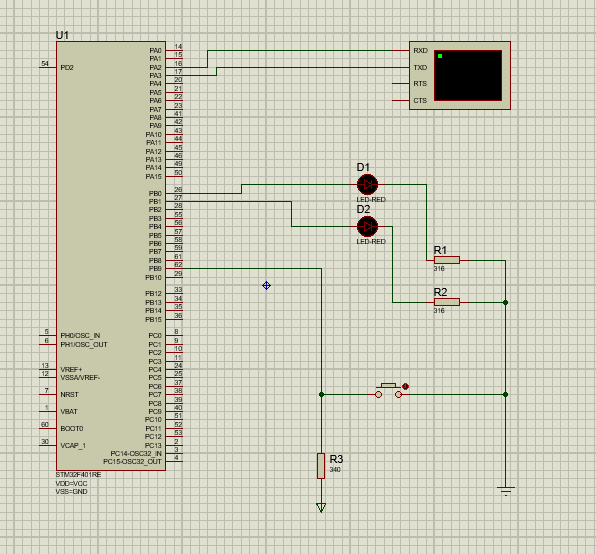 U1
54 PD2
PA0 14
PA1 15
PA2 16
PA3 17
PA4 20
PA5 21
PA6 22
PA7 23
PA8 41
PA9 42
PA10 43
PA11 44
PA12 45
PA13 46
PA14 49
PA15 50
PB0 26
PB1 27
PB2 28
PB3 55
PB4 56
PB5 57
PB6 58
PB7 59
PB8 61
PB9 62
PB10 29
PB12 33
PB13 34
PB14 35
PB15 36
5 PH0/OSC_IN
6 PH1/OSC_OUT
13 VREF+
12 VSSA/VREF-
7 NRST
1 VBAT
60 BOOT0
30 VCAP_1
PC0 8
PC1 9
PC2 10
PC3 11
PC4 24
PC5 25
PC6 37
PC7 38
PC8 39
PC9 40
PC10 51
PC11 52
PC12 53
PC13 2
PC14-OSC32_IN 3
PC15-OSC32_OUT 4
STM32F401RE
VDD=VCC
VSS=GND
RXD
TXD
RTS
CTS
D1
LED-RED
D2
LED-RED
R1
316
R2
316
R3
340